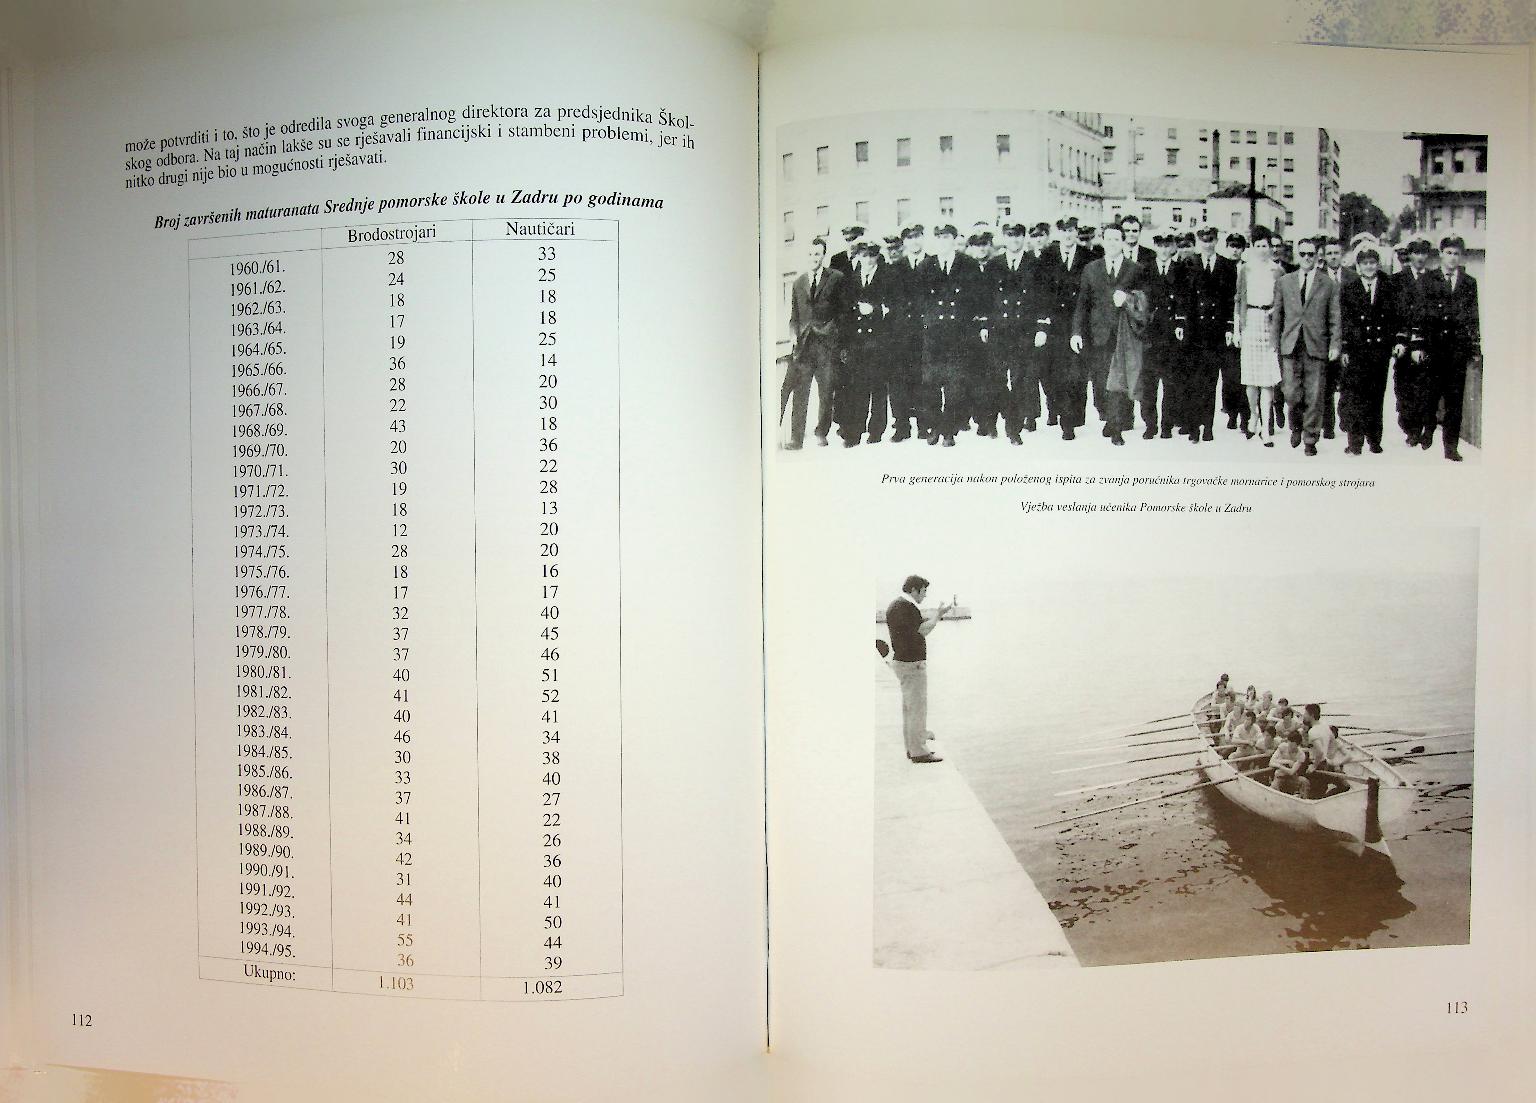 može potvrditi i to, što je odredila svoga generalnog direktora za predsjednika Škol-
skog odbora. Na taj način lakše su se rješavali financijski i stambeni problemi, jer ih
nitko drugi nije bio u mogućnosti rješavati.
Broj završenih maturanata Srednje pomorske škole u Zadru po godinama
Brodostrojari Nautičari
1960./61. 28 33
1961./62. 24 25
1962./63. 18 18
1963./64. 17 18
1964./65. 19 25
1965./66. 36 14
1966./67. 28 20
1967./68. 22 30
1968./69. 43 18
1969./70. 20 36
1970./71. 30 22
1971./72. 19 28
1972./73. 18 13
1973./74. 12 20
1974./75. 28 20
1975./76. 18 16
1976./77. 17 17
1977./78. 32 40
1978./79. 37 45
1979./80. 37 46
1980./81. 40 51
1981./82. 41 52
1982./83. 40 41
1983./84. 46 34
1984./85. 30 38
1985./86. 33 40
1986./87. 37 27
1987./88. 41 22
1988./89. 34 26
1989./90. 42 36
1990./91. 31 40
1991./92. 44 41
1992./93. 41 50
1993./94. 55 44
1994./95. 36 39
Ukupno: 1.103 1.082
112
Prva generacija nakon položenog ispita za zvanja poručnika trgovačke mornarice i pomorskog strojara
Vježba veslanja učenika Pomorske škole u Zadru
113